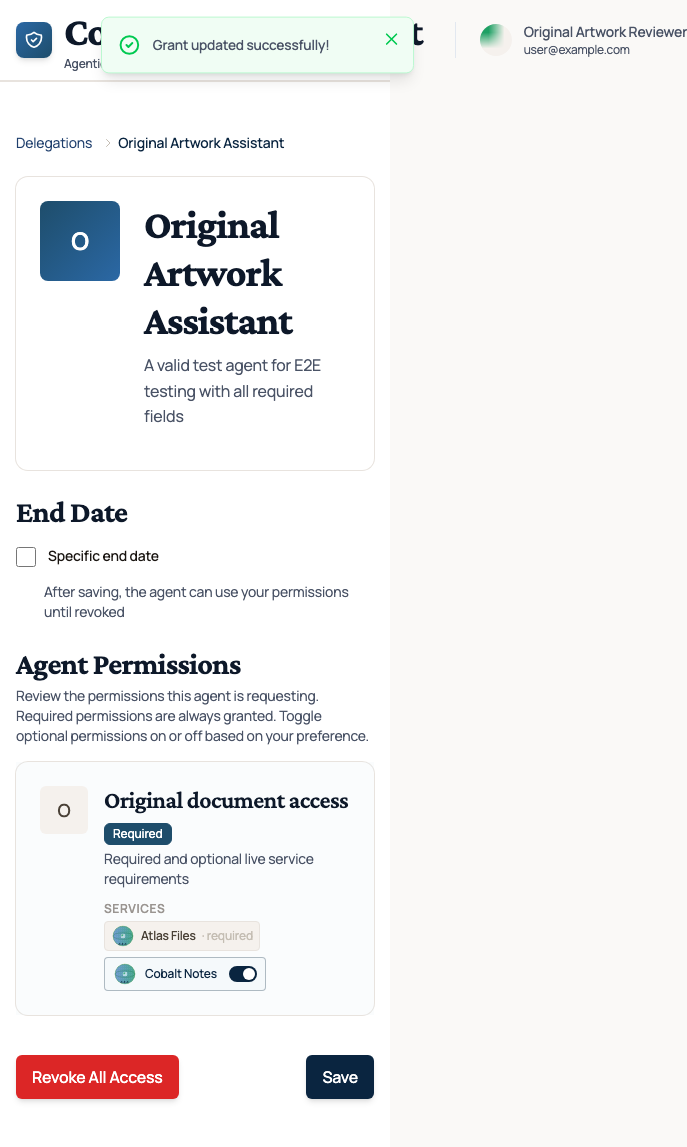 Grant updated successfully!
Original Artwork Reviewer
user@example.com
Delegations
Original Artwork Assistant
O
Original
Artwork
Assistant
A valid test agent for E2E
testing with all required
fields
End Date
Specific end date
After saving, the agent can use your permissions
until revoked
Agent Permissions
Review the permissions this agent is requesting.
Required permissions are always granted. Toggle
optional permissions on or off based on your preference.
O
Original document access
Required
Required and optional live service
requirements
SERVICES
Atlas Files · required
Cobalt Notes
Revoke All Access
Save